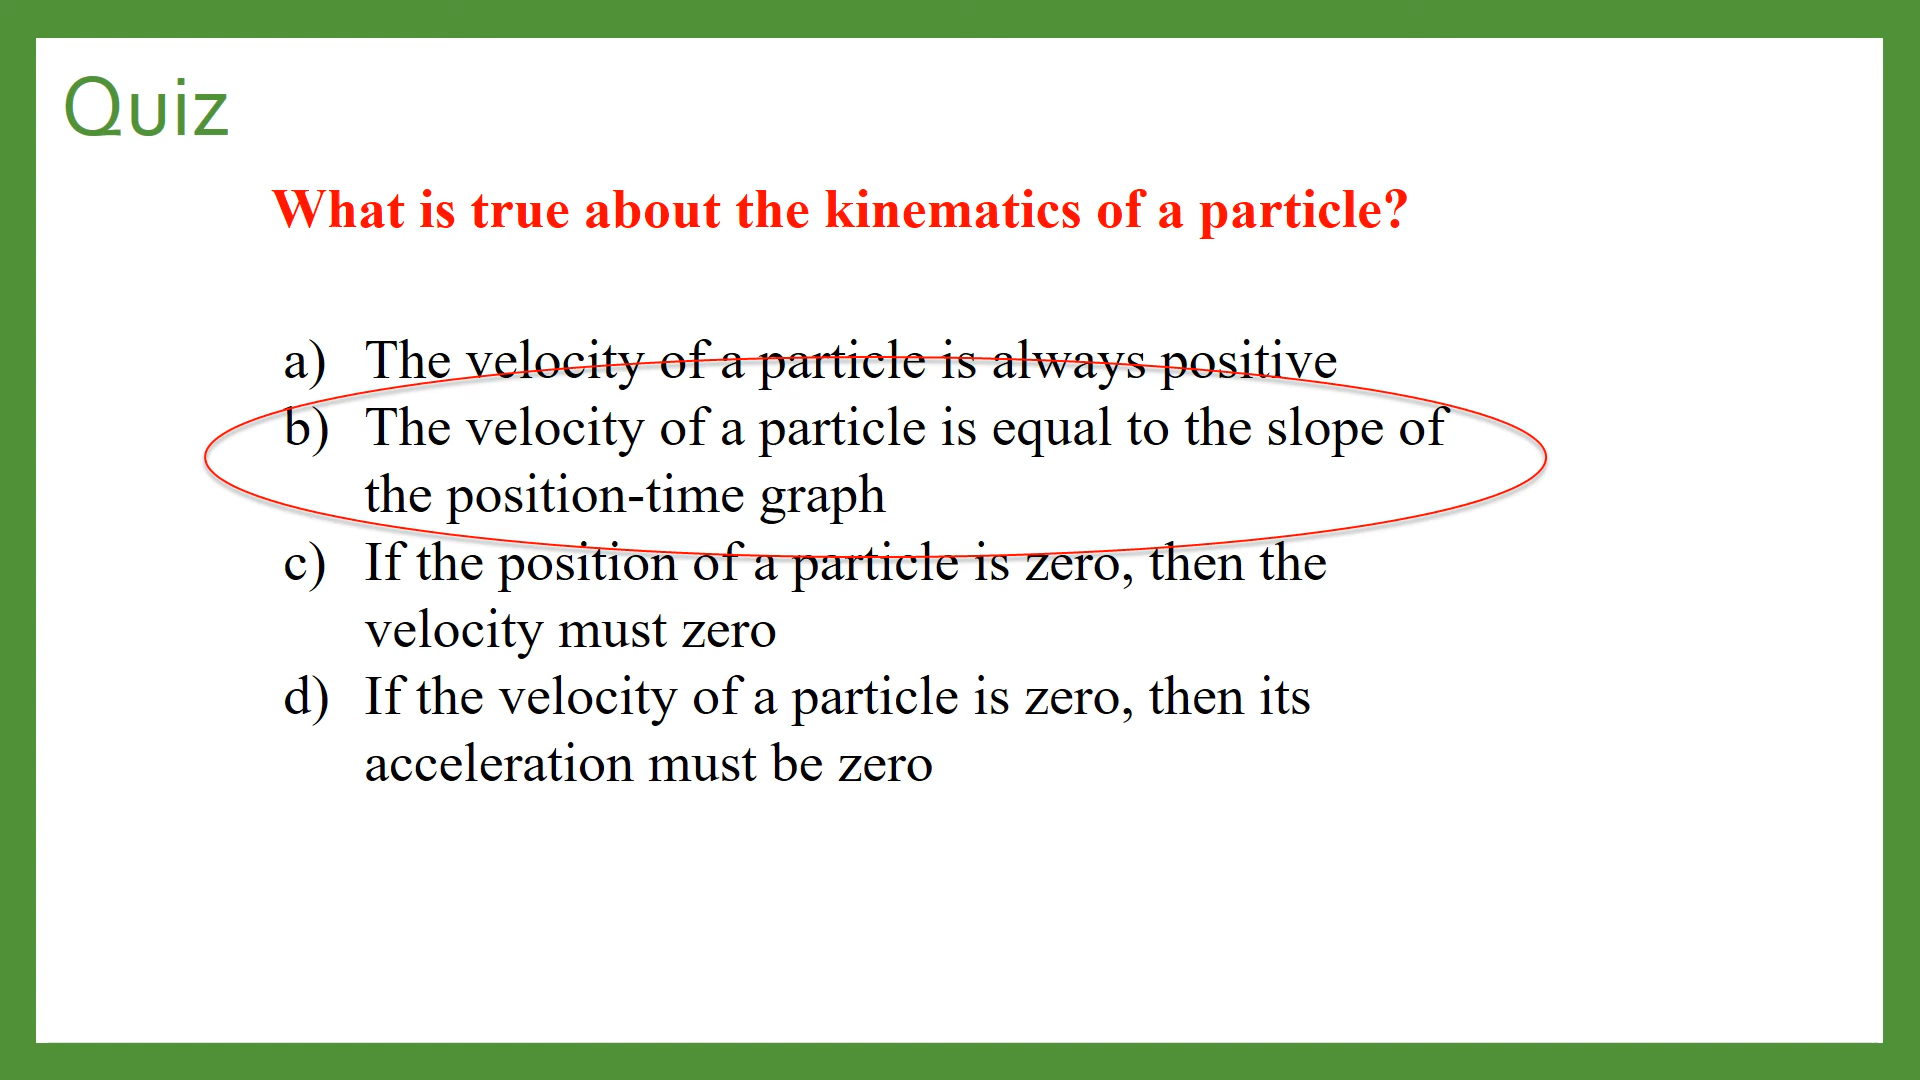 Quiz
What is true about the kinematics of a particle?
a) The velocity of a particle is always positive
b) The velocity of a particle is equal to the slope of
the position-time graph
c) If the position of a particle is zero, then the
velocity must zero
d) If the velocity of a particle is zero, then its
acceleration must be zero